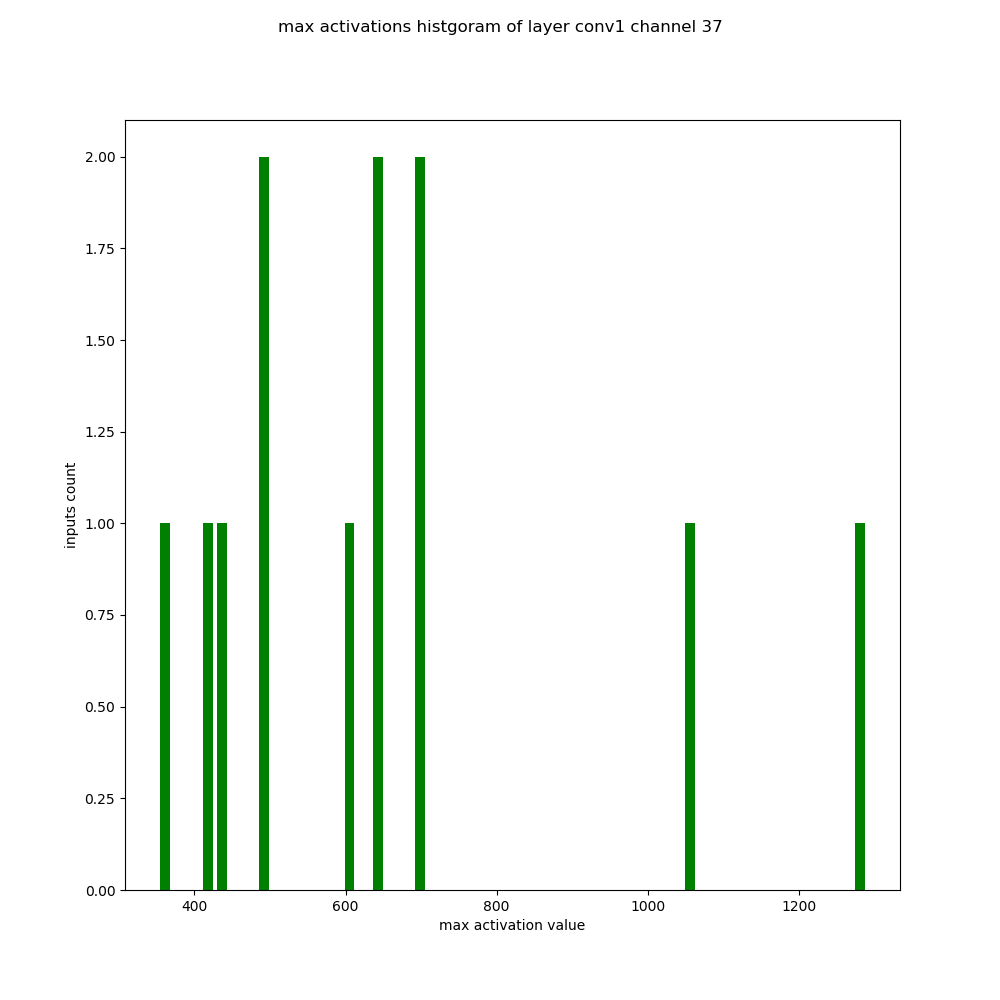 max activations histgoram of layer conv1 channel 37
2.00
1.75
1.50
1.25
1.00
0.75
0.50
0.25
0.00
inputs count
400 600 800 1000 1200
max activation value